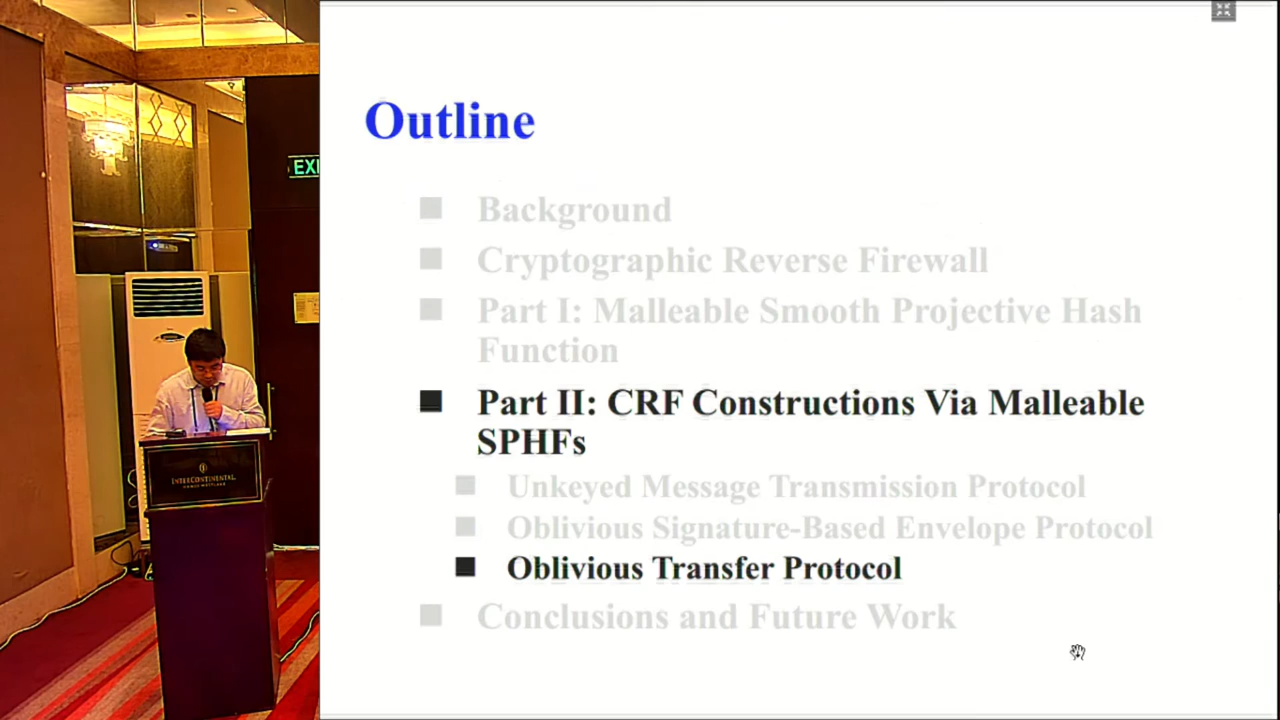 EXI
INTERCONTINENTAL
Outline
Background
Cryptographic Reverse Firewall
Part I: Malleable Smooth Projective Hash
Function
Part II: CRF Constructions Via Malleable
SPHFs
Unkeyed Message Transmission Protocol
Oblivious Signature-Based Envelope Protocol
Oblivious Transfer Protocol
Conclusions and Future Work